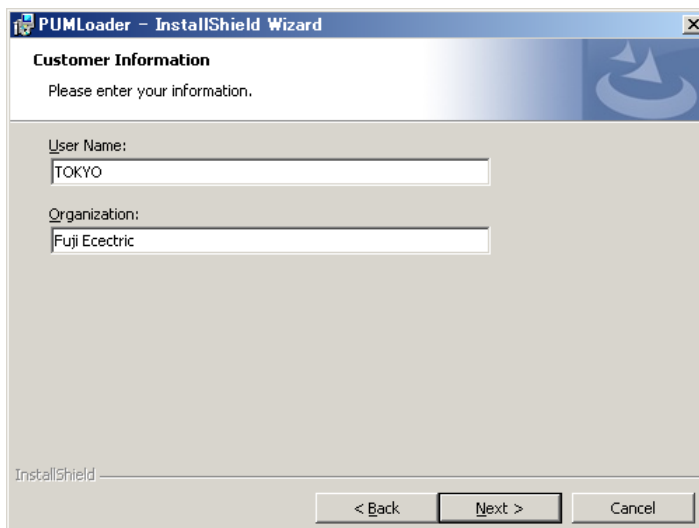 PUMLoader - InstallShield Wizard
Customer Information
Please enter your information.
User Name:
TOKYO
Organization:
Fuji Ecectric
InstallShield
< Back Next > Cancel